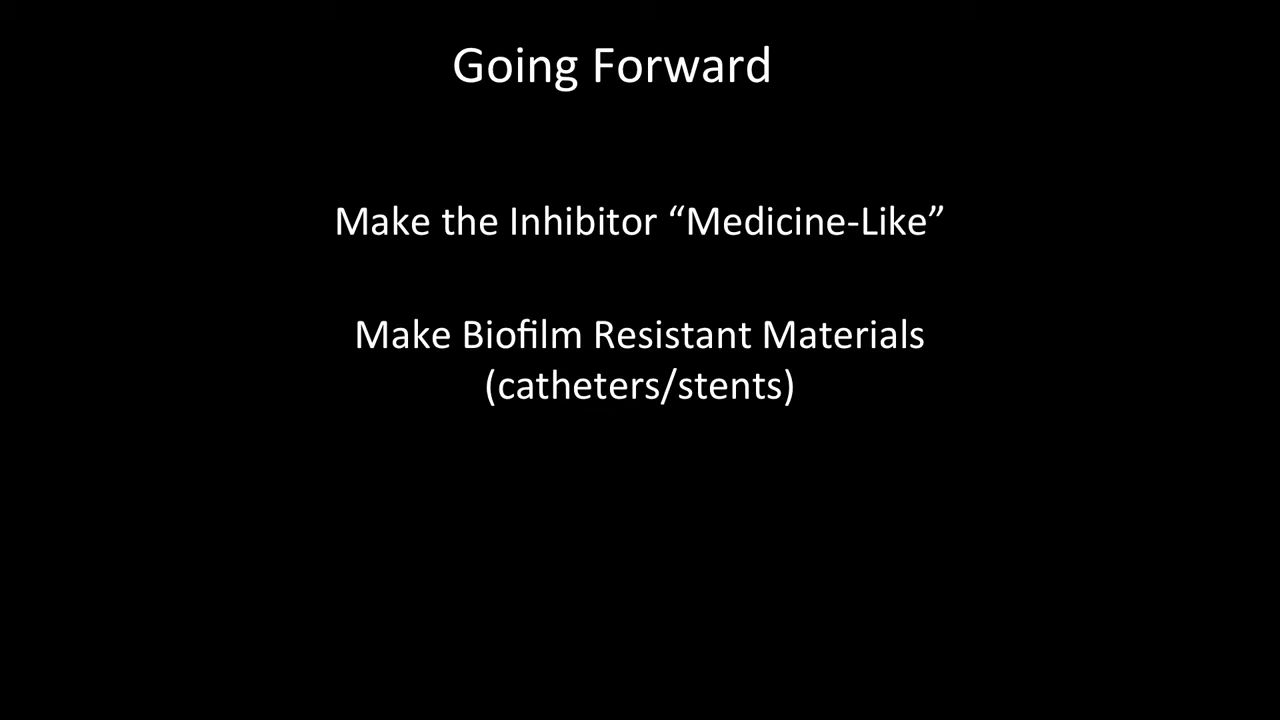 Going Forward
Make the Inhibitor “Medicine-Like”
Make Biofilm Resistant Materials
(catheters/stents)